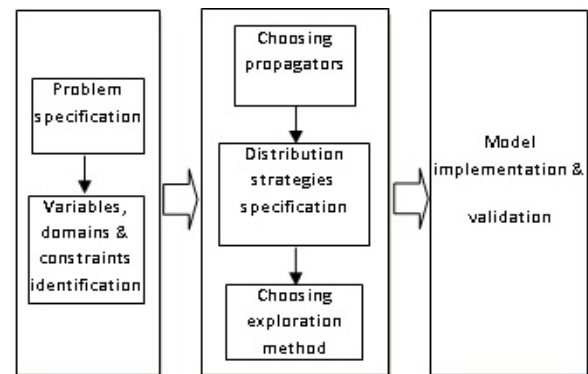 Problem
specification
Variables,
domains &
constraints
identification
Choosing
propagators
Distribution
strategies
specification
Choosing
exploration
method
Model
implementation &
validation